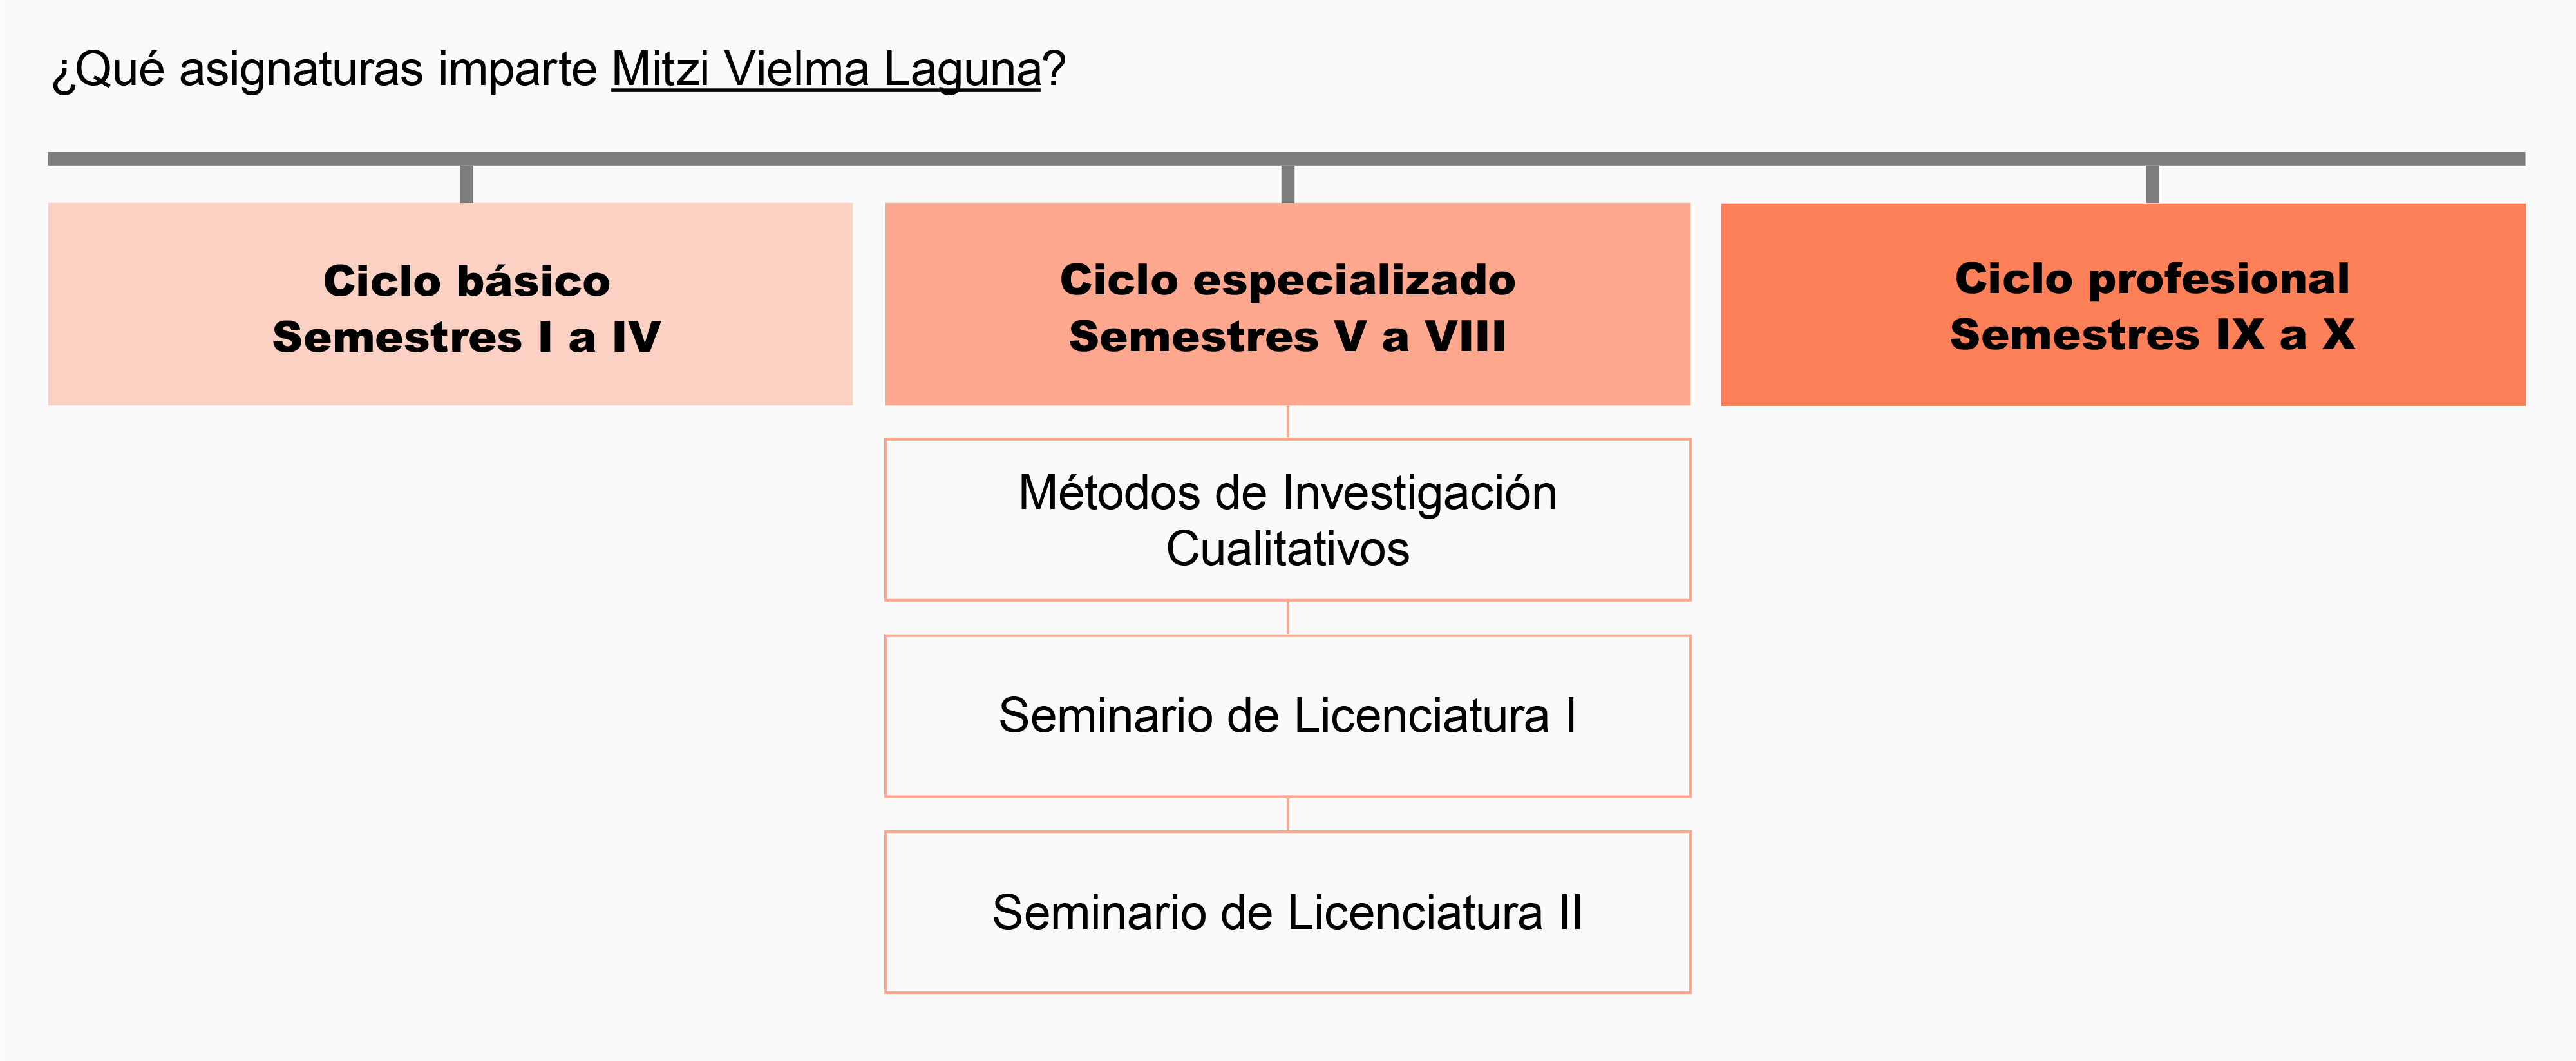 ¿Qué asignaturas imparte Mitzi Vielma Laguna?
Ciclo básico
Semestres I a IV
Ciclo especializado
Semestres V a VIII
Ciclo profesional
Semestres IX a X
Métodos de Investigación
Cualitativos
Seminario de Licenciatura I
Seminario de Licenciatura II